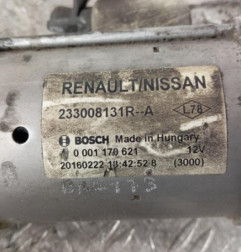 RENAULT/NISSAN
233008131R--A <L78>
BOSCH Made in Hungary
0 001 170 621 12V
20160222 18:42:52 8 (3000)